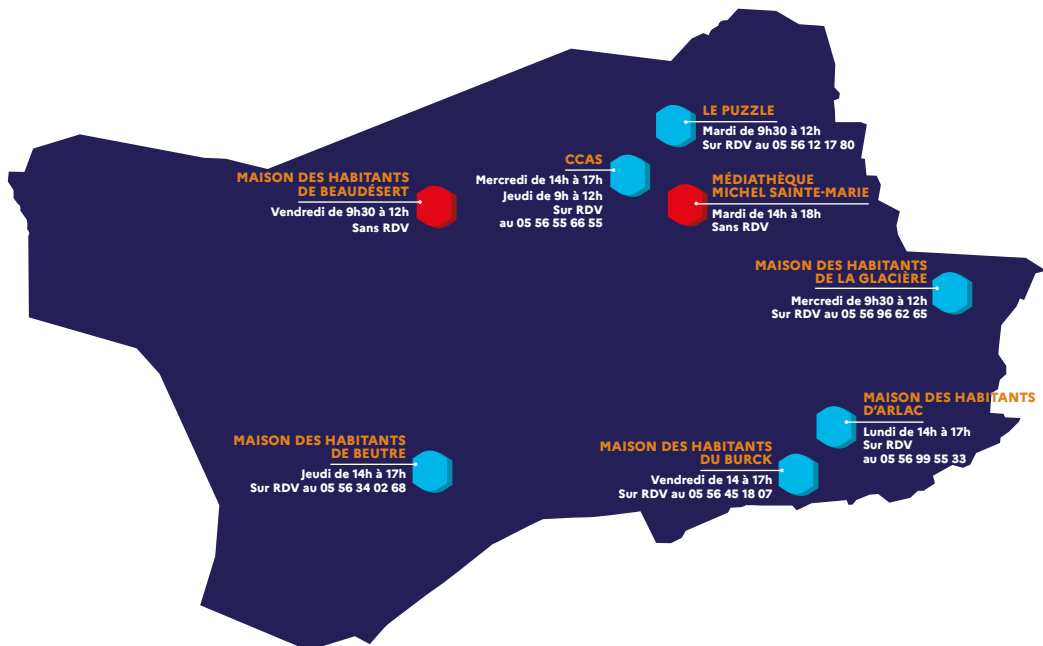 LE PUZZLE
Mardi de 9h30 à 12h
Sur RDV au 05 56 12 17 80
CCAS
Mercredi de 14h à 17h
Jeudi de 9h à 12h
Sur RDV
au 05 56 55 66 55
MAISON DES HABITANTS
DE BEAUDÉSERT
Vendredi de 9h30 à 12h
Sans RDV
MÉDIATHÈQUE
MICHEL SAINTE-MARIE
Mardi de 14h à 18h
Sans RDV
MAISON DES HABITANTS
DE LA GLACIÈRE
Mercredi de 9h30 à 12h
Sur RDV au 05 56 96 62 65
MAISON DES HABITANTS
D'ARLAC
Lundi de 14h à 17h
Sur RDV
au 05 56 99 55 33
MAISON DES HABITANTS
DE BEUTRE
Jeudi de 14h à 17h
Sur RDV au 05 56 34 02 68
MAISON DES HABITANTS
DU BURCK
Vendredi de 14 à 17h
Sur RDV au 05 56 45 18 07